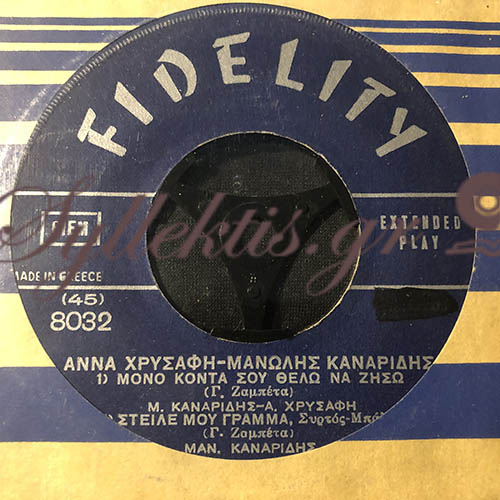 FIDELITY
EXTENDED
PLAY
MADE IN GREECE
(45)
8032
ΑΝΝΑ ΧΡΥΣΑΦΗ-ΜΑΝΩΛΗΣ ΚΑΝΑΡΙΔΗΣ
1) ΜΟΝΟ ΚΟΝΤΑ ΣΟΥ ΘΕΛΩ ΝΑ ΖΗΣΩ
(Γ. Ζαμπέτα)
Μ. ΚΑΝΑΡΙΔΗΣ-Α. ΧΡΥΣΑΦΗ
ΣΤΕΙΛΕ ΜΟΥ ΓΡΑΜΜΑ, Συρτός-Μπάλ
(Γ. Ζαμπέτα)
ΜΑΝ. ΚΑΝΑΡΙΔΗΣ
Syllektis.gr